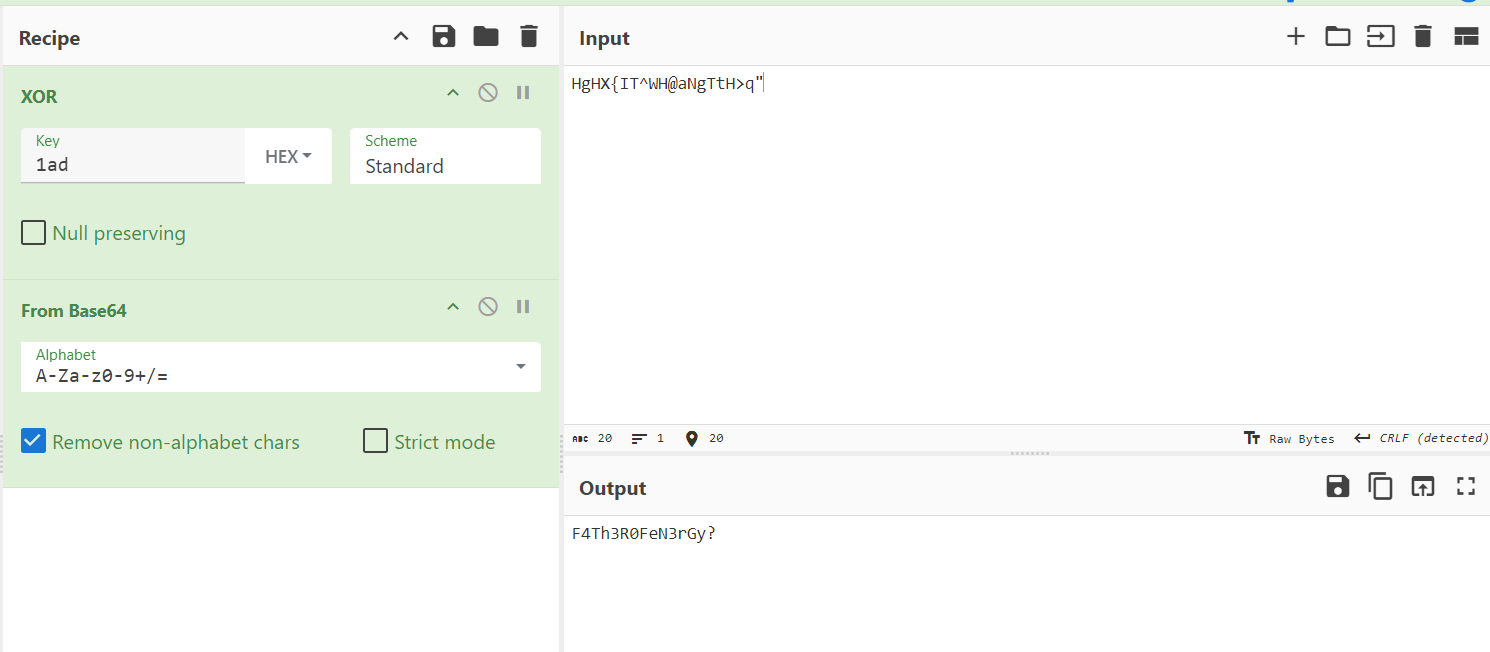 Recipe
XOR
Key
1ad
HEX
Scheme
Standard
Null preserving
From Base64
Alphabet
A-Za-z0-9+/=
Remove non-alphabet chars
Strict mode
Input
HgHX{IT^WH@aNgTtH>q"
ABC 20 1 20
Tt Raw Bytes CRLF (detected)
Output
F4Th3R0FeN3rGy?